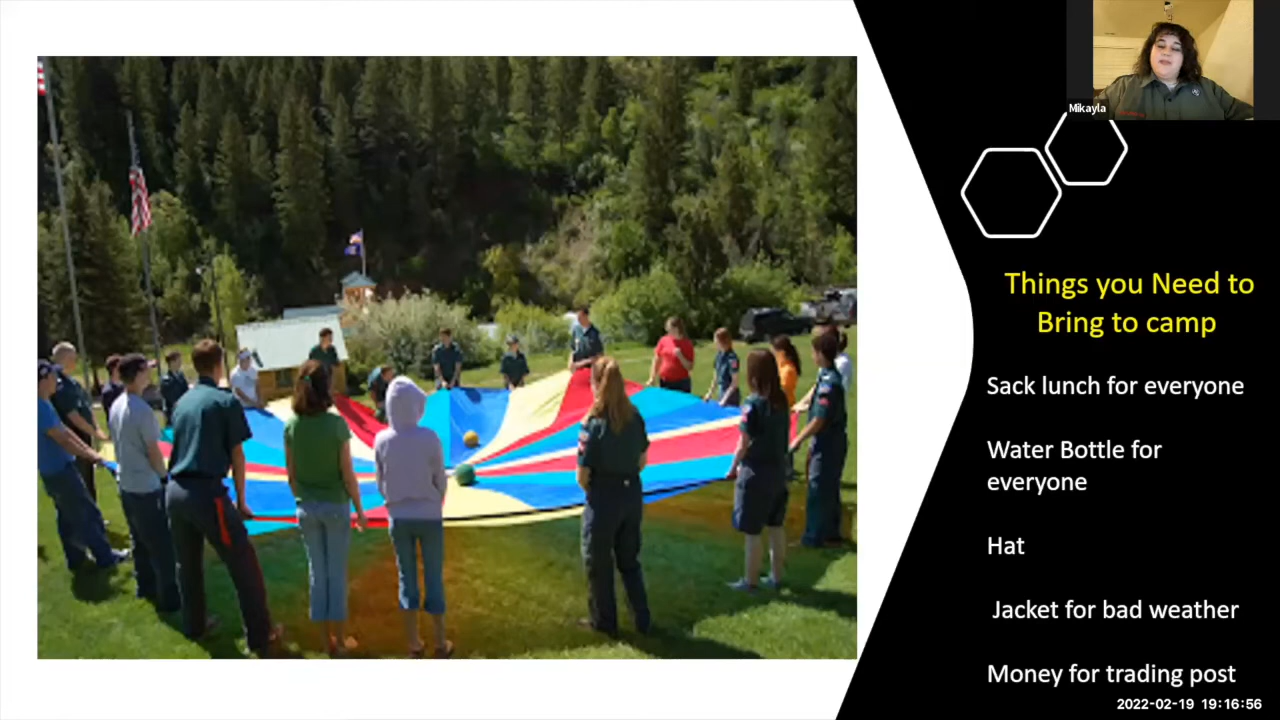 Mikayla
Things you Need to
Bring to camp
Sack lunch for everyone
Water Bottle for
everyone
Hat
Jacket for bad weather
Money for trading post
2022-02-19 19:16:56